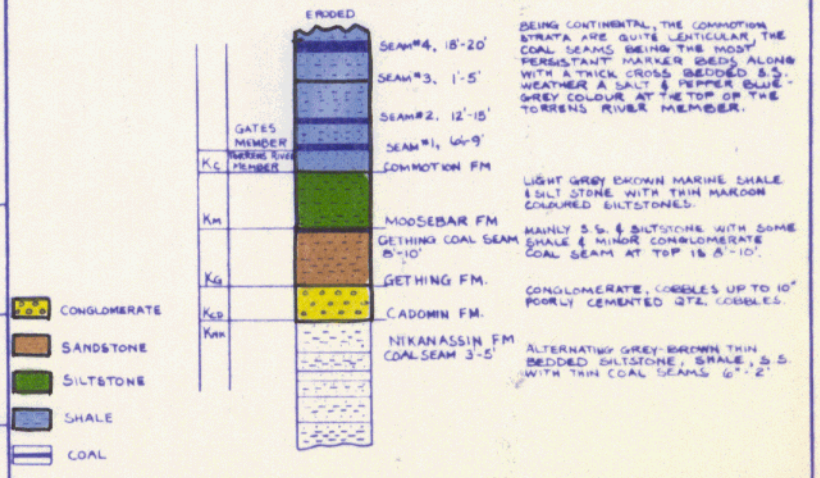 ERODED
SEAM#4, 18'-20'
SEAM#3, 1'-5'
SEAM#2, 12'-15'
SEAM#1,
GATES
MEMBER
TORRENS RIVER
MEMBER
KC
COMMOTION FM
KM
MOOSEBAR FM
GETHING COAL SEAM
8'-10'
KG
GETHING FM.
KCD
CADOMIN FM.
NIKANASSIN FM
COAL SEAM 3'-5'
BEING CONTINENTAL, THE COMMOTION
STRATA ARE QUITE LENTICULAR, THE
COAL SEAMS BEING THE MOST
PERSISTANT MARKER BEDS ALONG
WITH A THICK CROSS BEDDED S.S.
WEATHER A SALT & PEPPER BLUE-
GREY COLOUR AT THE TOP OF THE
TORRENS RIVER MEMBER.
LIGHT GREY BROWN MARINE SHALE
& SILT STONE WITH THIN MAROON
COLOURED SILTSTONES.
MAINLY S.S. & SILTSTONE WITH SOME
SHALE & MINOR CONGLOMERATE
COAL SEAM AT TOP IS 8'-10'.
CONGLOMERATE, COBBLES UP TO 10"
POORLY CEMENTED QTZ. COBBLES.
ALTERNATING GREY-BROWN THIN
BEDDED SILTSTONE, SHALE, S.S.
WITH THIN COAL SEAMS 6"-2'
CONGLOMERATE
SANDSTONE
SILTSTONE
SHALE
COAL